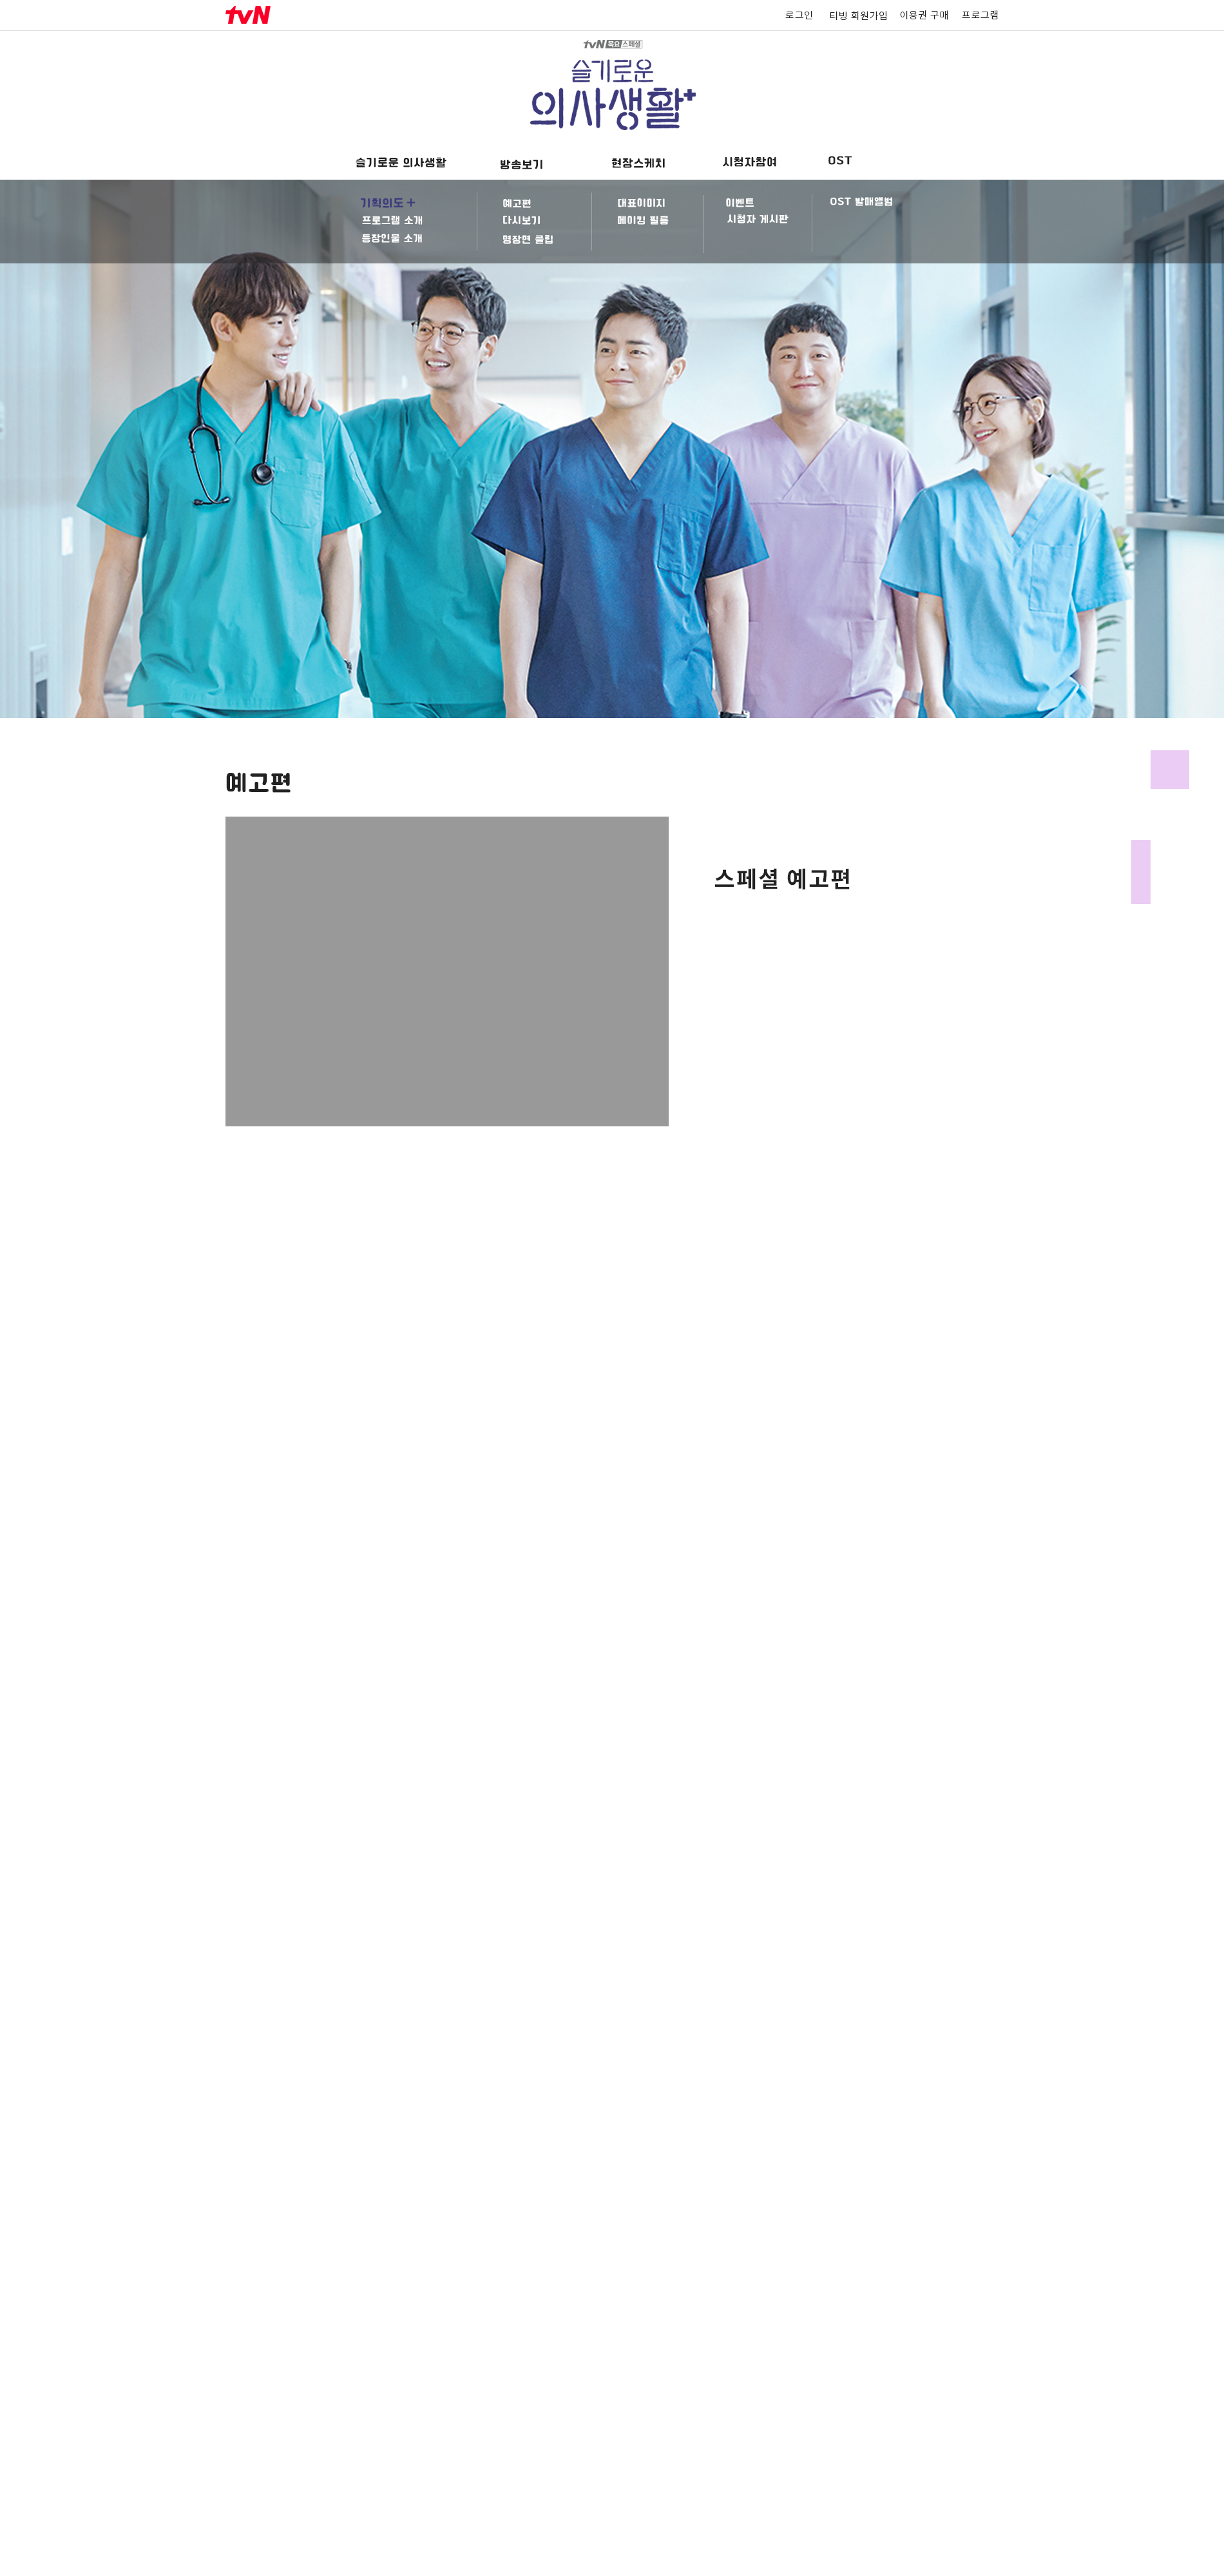 tvN
로그인 티빙 회원가입 이용권 구매 프로그램
tvN 목요 스페셜
슬기로운
의사생활+
슬기로운 의사생활 방송보기 현장스케치 시청자참여 OST
기획의도 + 예고편 대표이미지 이벤트 OST 발매앨범
프로그램 소개 다시보기 메이킹 필름 시청자 게시판
등장인물 소개 명장면 클립
예고편
스페셜 예고편